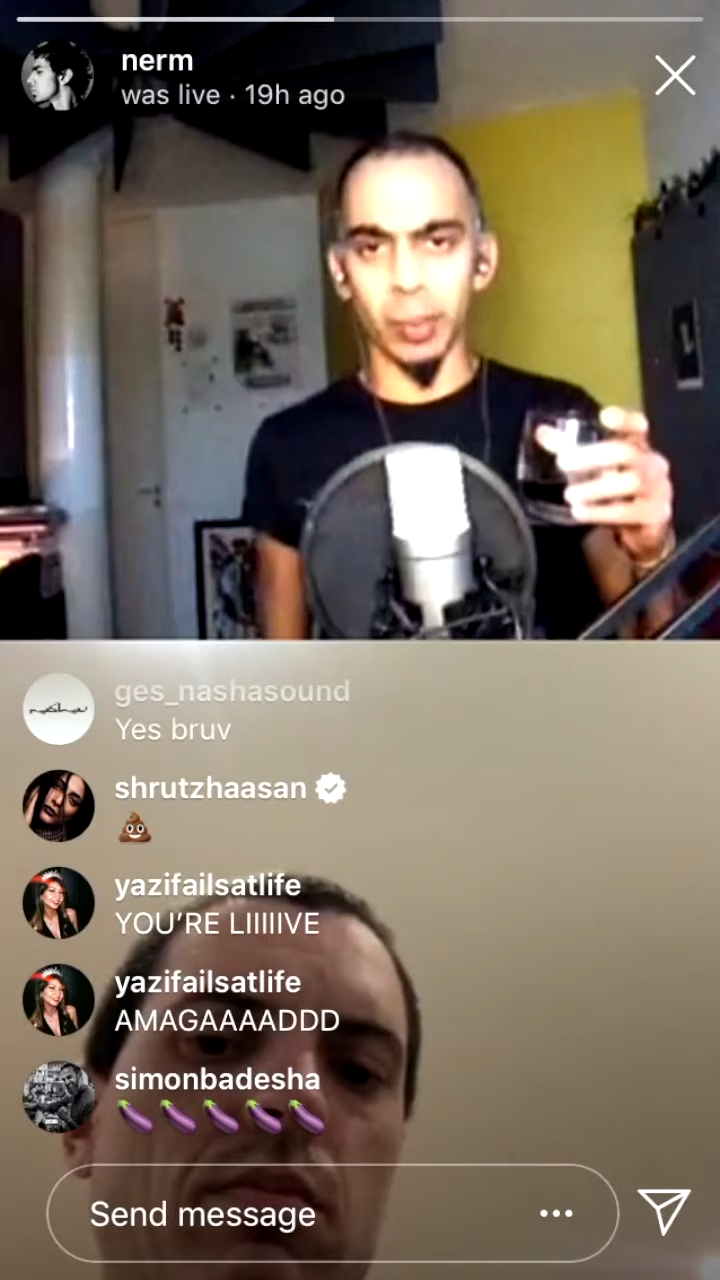 nerm
was live · 19h ago
ges_nashasound
Yes bruv
shrutzhaasan
💩
yazifailsatlife
YOU’RE LIIIIIVE
yazifailsatlife
AMAGAAAADDD
simonbadesha
🍆🍆🍆🍆🍆
Send message